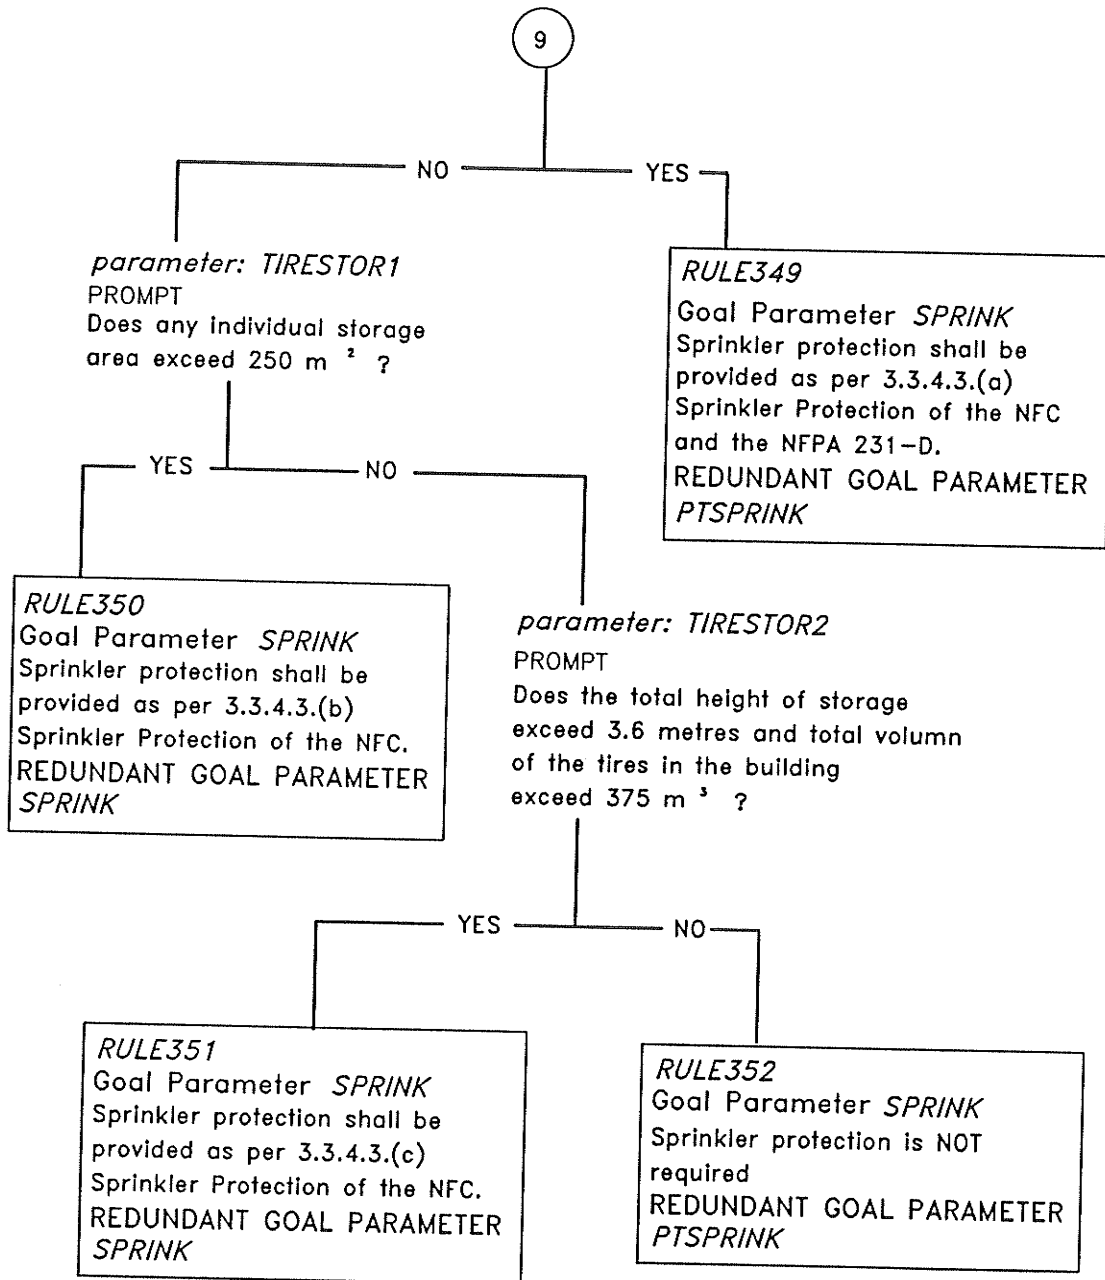 9
NO
YES
parameter: TIRESTOR1
PROMPT
Does any individual storage
area exceed 250 m ² ?
RULE349
Goal Parameter SPRINK
Sprinkler protection shall be
provided as per 3.3.4.3.(a)
Sprinkler Protection of the NFC
and the NFPA 231-D.
REDUNDANT GOAL PARAMETER
PTSPRINK
YES
NO
RULE350
Goal Parameter SPRINK
Sprinkler protection shall be
provided as per 3.3.4.3.(b)
Sprinkler Protection of the NFC.
REDUNDANT GOAL PARAMETER
SPRINK
parameter: TIRESTOR2
PROMPT
Does the total height of storage
exceed 3.6 metres and total volumn
of the tires in the building
exceed 375 m ³ ?
YES
NO
RULE351
Goal Parameter SPRINK
Sprinkler protection shall be
provided as per 3.3.4.3.(c)
Sprinkler Protection of the NFC.
REDUNDANT GOAL PARAMETER
SPRINK
RULE352
Goal Parameter SPRINK
Sprinkler protection is NOT
required
REDUNDANT GOAL PARAMETER
PTSPRINK